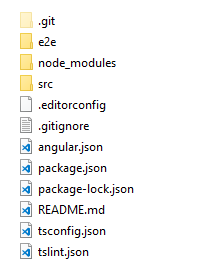 .git
e2e
node_modules
src
.editorconfig
.gitignore
angular.json
package.json
package-lock.json
README.md
tsconfig.json
tslint.json